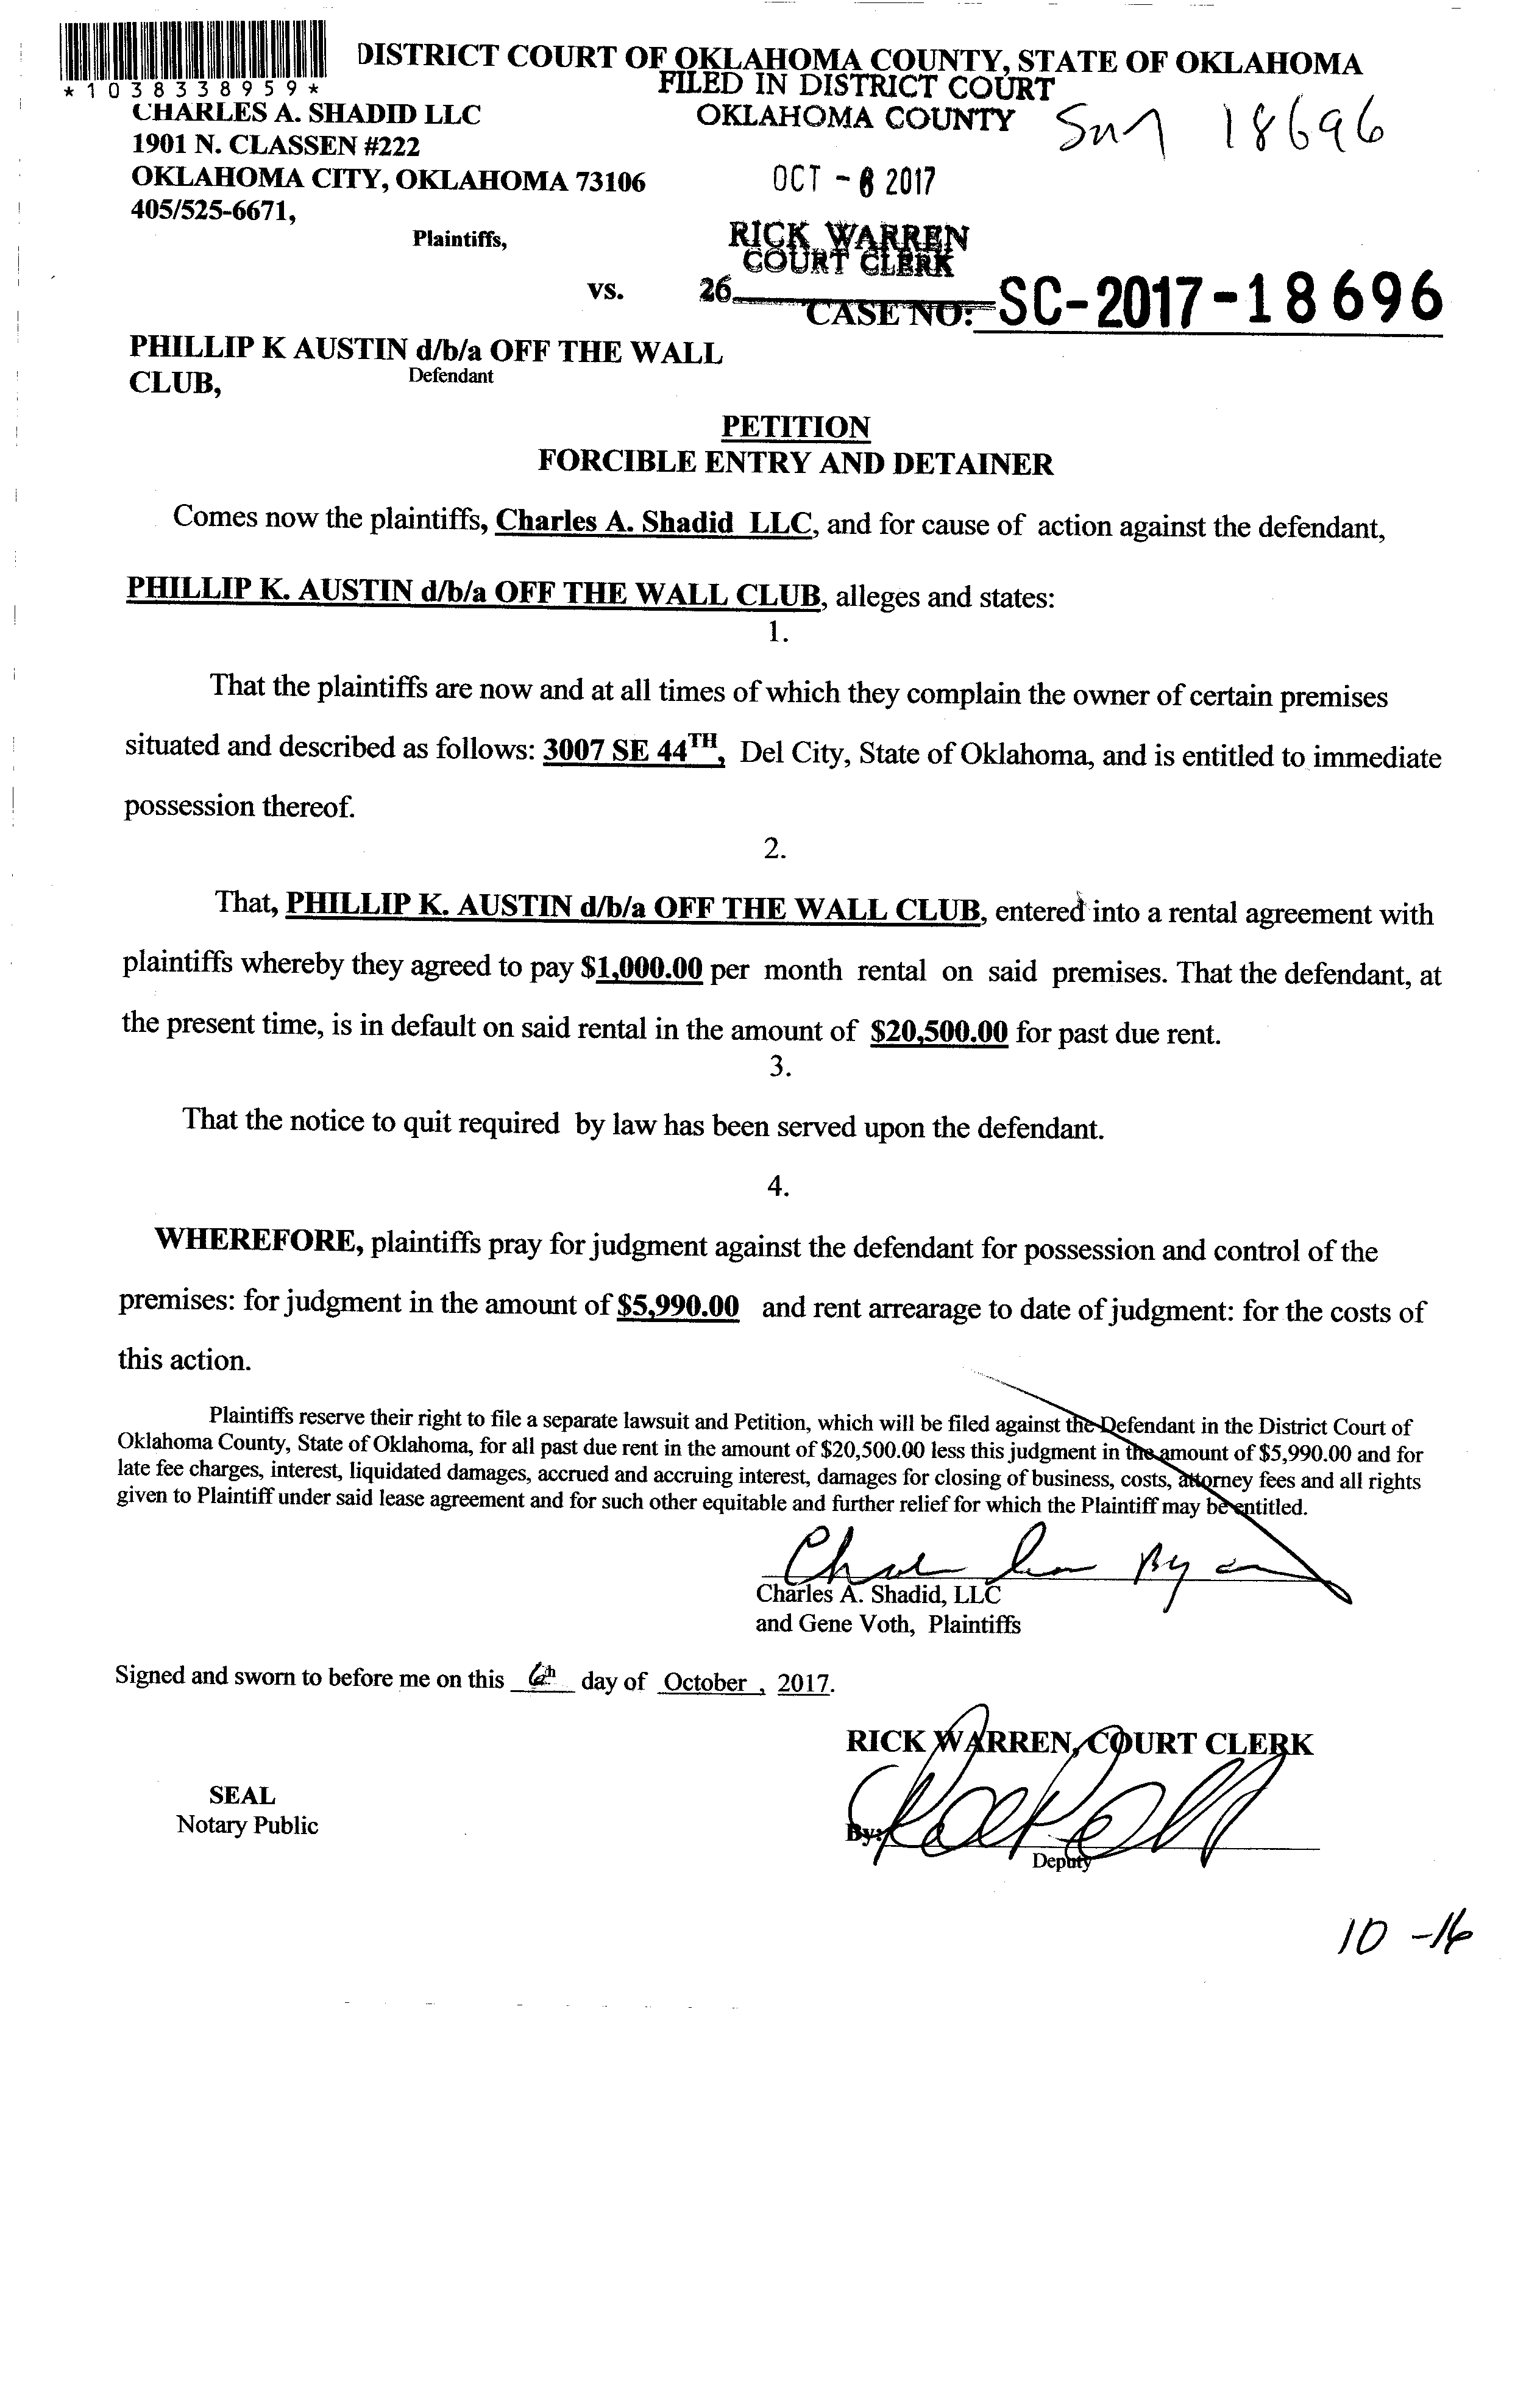 DISTRICT COURT OF OKLAHOMA COUNTY, STATE OF OKLAHOMA
FILED IN DISTRICT COURT
OKLAHOMA COUNTY
*1038338959*
CHARLES A. SHADID LLC
1901 N. CLASSEN #222
OKLAHOMA CITY, OKLAHOMA 73106
405/525-6671,
Plaintiffs,
18696
OCT - 6 2017
RICK WARREN
COURT CLERK
vs.
26
CASE NO: SC-2017-18696
PHILLIP K AUSTIN d/b/a OFF THE WALL
CLUB,
Defendant
PETITION
FORCIBLE ENTRY AND DETAINER
Comes now the plaintiffs, Charles A. Shadid LLC, and for cause of action against the defendant,
PHILLIP K. AUSTIN d/b/a OFF THE WALL CLUB, alleges and states:
1.
That the plaintiffs are now and at all times of which they complain the owner of certain premises
situated and described as follows: 3007 SE 44TH, Del City, State of Oklahoma, and is entitled to immediate
possession thereof.
2.
That, PHILLIP K. AUSTIN d/b/a OFF THE WALL CLUB, entered into a rental agreement with
plaintiffs whereby they agreed to pay $1,000.00 per month rental on said premises. That the defendant, at
the present time, is in default on said rental in the amount of $20,500.00 for past due rent.
3.
That the notice to quit required by law has been served upon the defendant.
4.
WHEREFORE, plaintiffs pray for judgment against the defendant for possession and control of the
premises: for judgment in the amount of $5,990.00 and rent arrearage to date of judgment: for the costs of
this action.
Plaintiffs reserve their right to file a separate lawsuit and Petition, which will be filed against the Defendant in the District Court of
Oklahoma County, State of Oklahoma, for all past due rent in the amount of $20,500.00 less this judgment in the amount of $5,990.00 and for
late fee charges, interest, liquidated damages, accrued and accruing interest, damages for closing of business, costs, attorney fees and all rights
given to Plaintiff under said lease agreement and for such other equitable and further relief for which the Plaintiff may be entitled.
Charles A. Shadid, LLC
and Gene Voth, Plaintiffs
Signed and sworn to before me on this 6th day of October , 2017.
RICK WARREN, COURT CLERK
SEAL
Notary Public
By:
Deputy
10-16